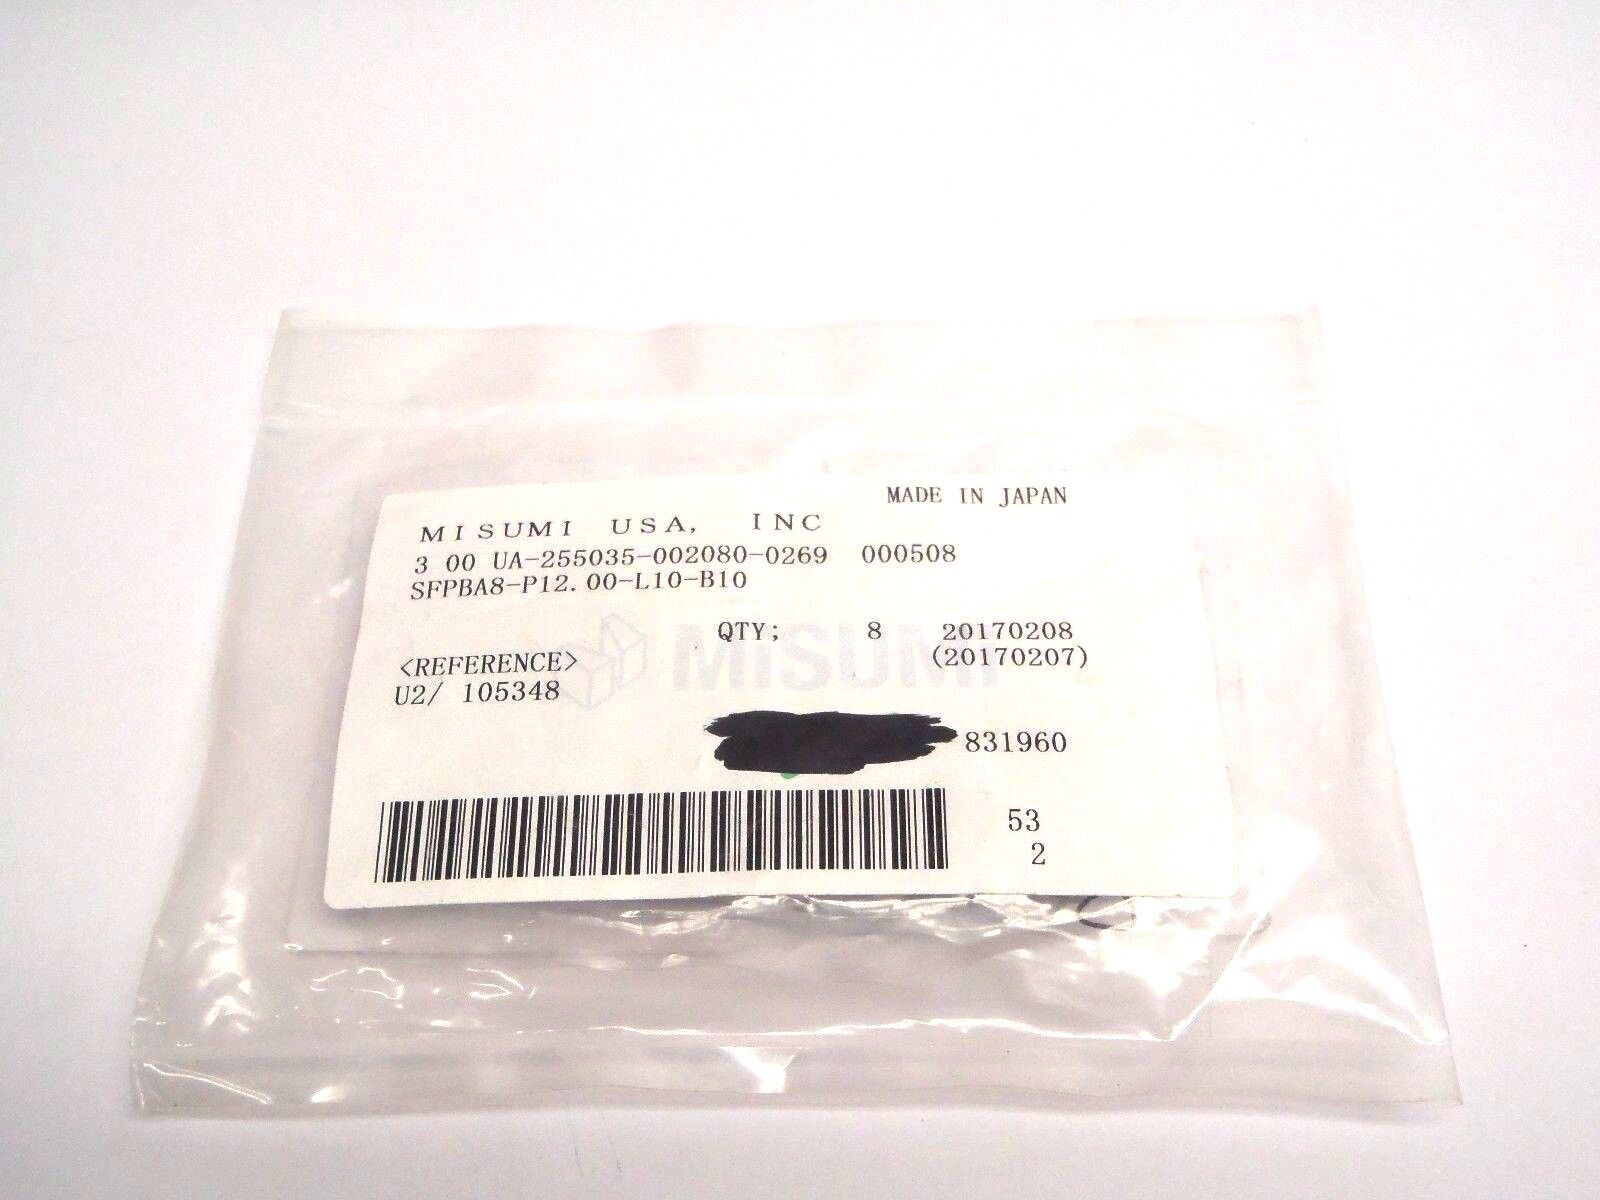 MADE IN JAPAN
MISUMI USA, INC
3 00 UA-255035-002080-0269 000508
SFPBA8-P12.00-L10-B10
QTY; 8 20170208
<REFERENCE> (20170207)
MISUMI
U2/ 105348
831960
53
2